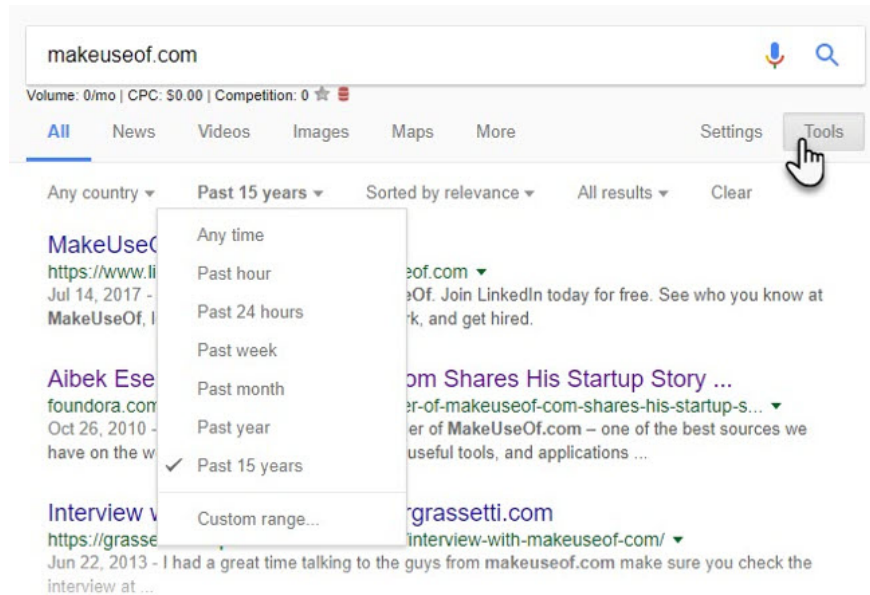 makeuseof.com
Volume: 0/mo | CPC: $0.00 | Competition: 0
All News Videos Images Maps More Settings Tools
Any country Past 15 years Sorted by relevance All results Clear
Any time
Past hour
Past 24 hours
Past week
Past month
Past year
Past 15 years
Custom range...
MakeUseO
https://www.li eof.com
Jul 14, 2017 - eOf. Join LinkedIn today for free. See who you know at
MakeUseOf, l rk, and get hired.
Aibek Ese om Shares His Startup Story ...
foundora.com er-of-makeuseof-com-shares-his-startup-s...
Oct 26, 2010 - er of MakeUseOf.com – one of the best sources we
have on the w useful tools, and applications ...
Interview rgrassetti.com
https://grasse /interview-with-makeuseof-com/
Jun 22, 2013 - I had a great time talking to the guys from makeuseof.com make sure you check the
interview at ...